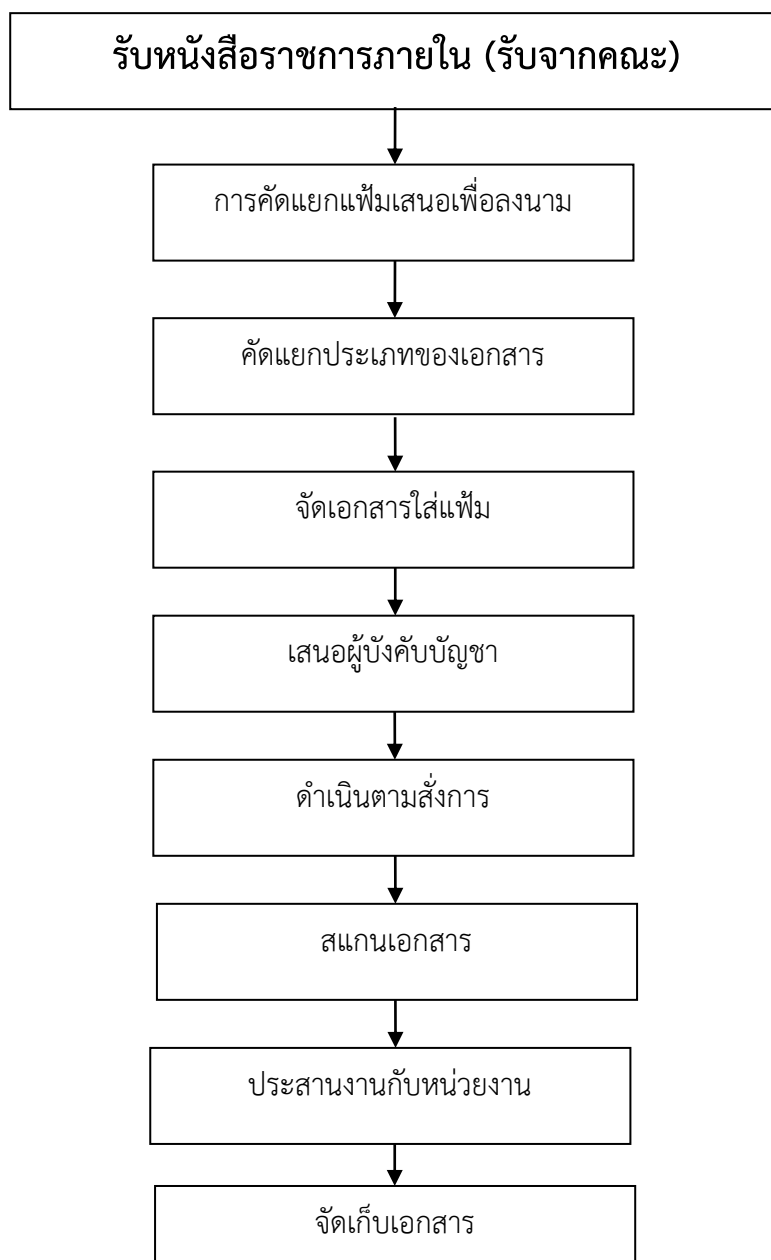 รับหนังสือราชการภายใน (รับจากคณะ)
การคัดแยกแฟ้มเสนอเพื่อลงนาม
คัดแยกประเภทของเอกสาร
จัดเอกสารใส่แฟ้ม
เสนอผู้บังคับบัญชา
ดำเนินตามสั่งการ
สแกนเอกสาร
ประสานงานกับหน่วยงาน
จัดเก็บเอกสาร